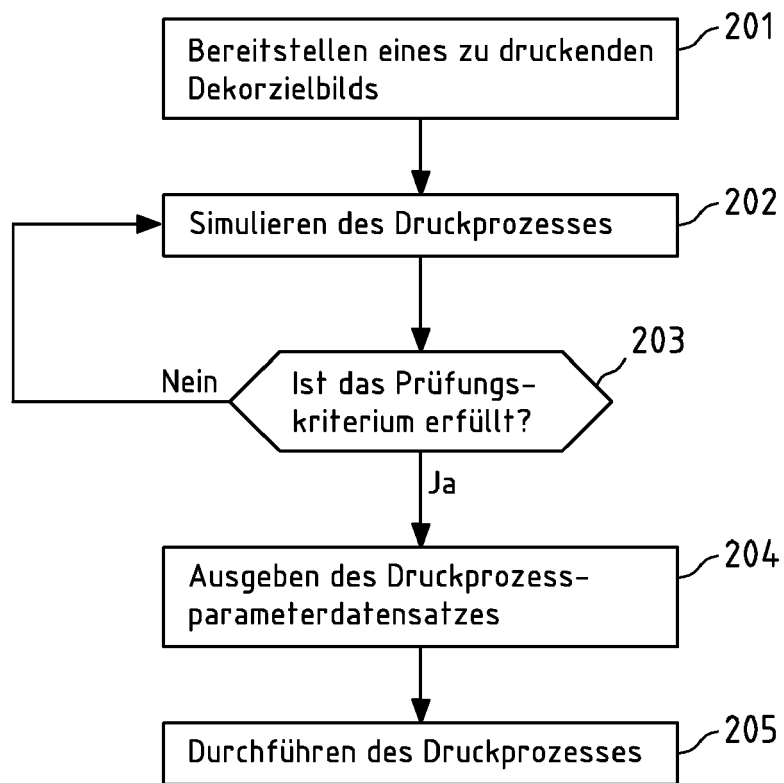 201
Bereitstellen eines zu druckenden
Dekorzielbilds
202
Simulieren des Druckprozesses
203
Nein
Ist das Prüfungs-
kriterium erfüllt?
Ja
204
Ausgeben des Druckprozess-
parameterdatensatzes
205
Durchführen des Druckprozesses